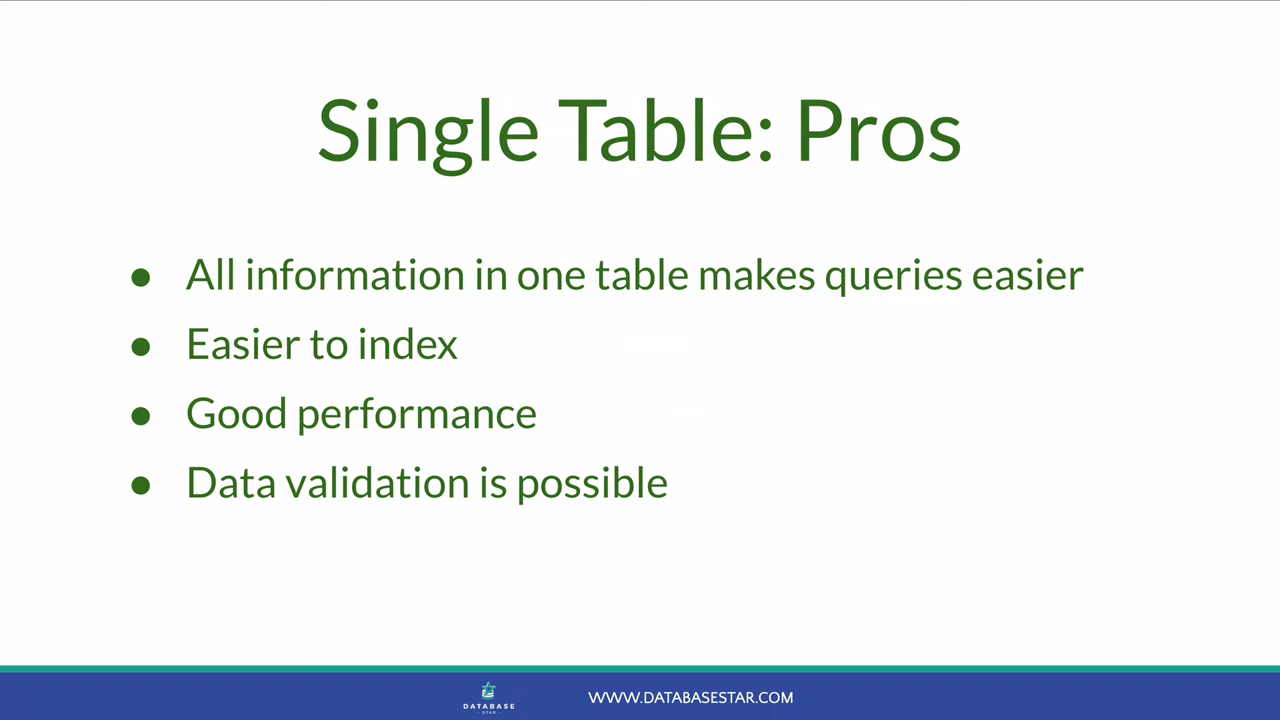 Single Table: Pros
● All information in one table makes queries easier
● Easier to index
● Good performance
● Data validation is possible
DATABASE
STAR
WWW.DATABASESTAR.COM